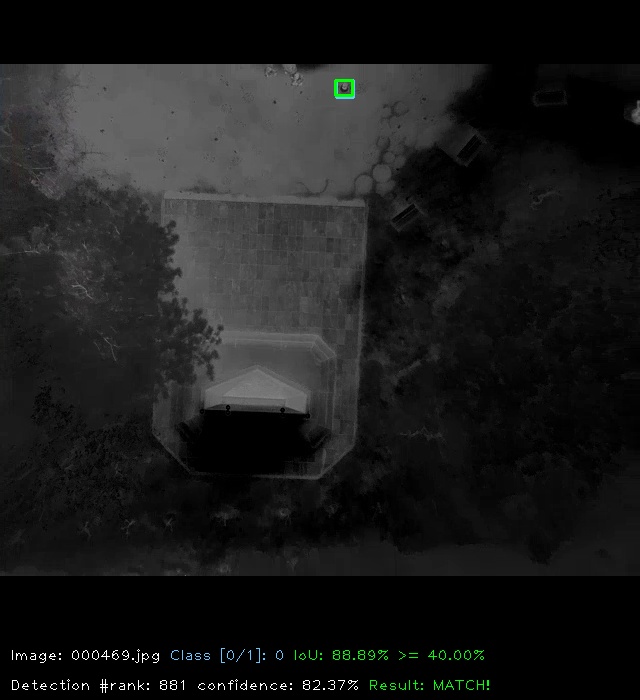 Image: 000469.jpg Class [0/1]: 0 IoU: 88.89% >= 40.00%
Detection #rank: 881 confidence: 82.37% Result: MATCH!